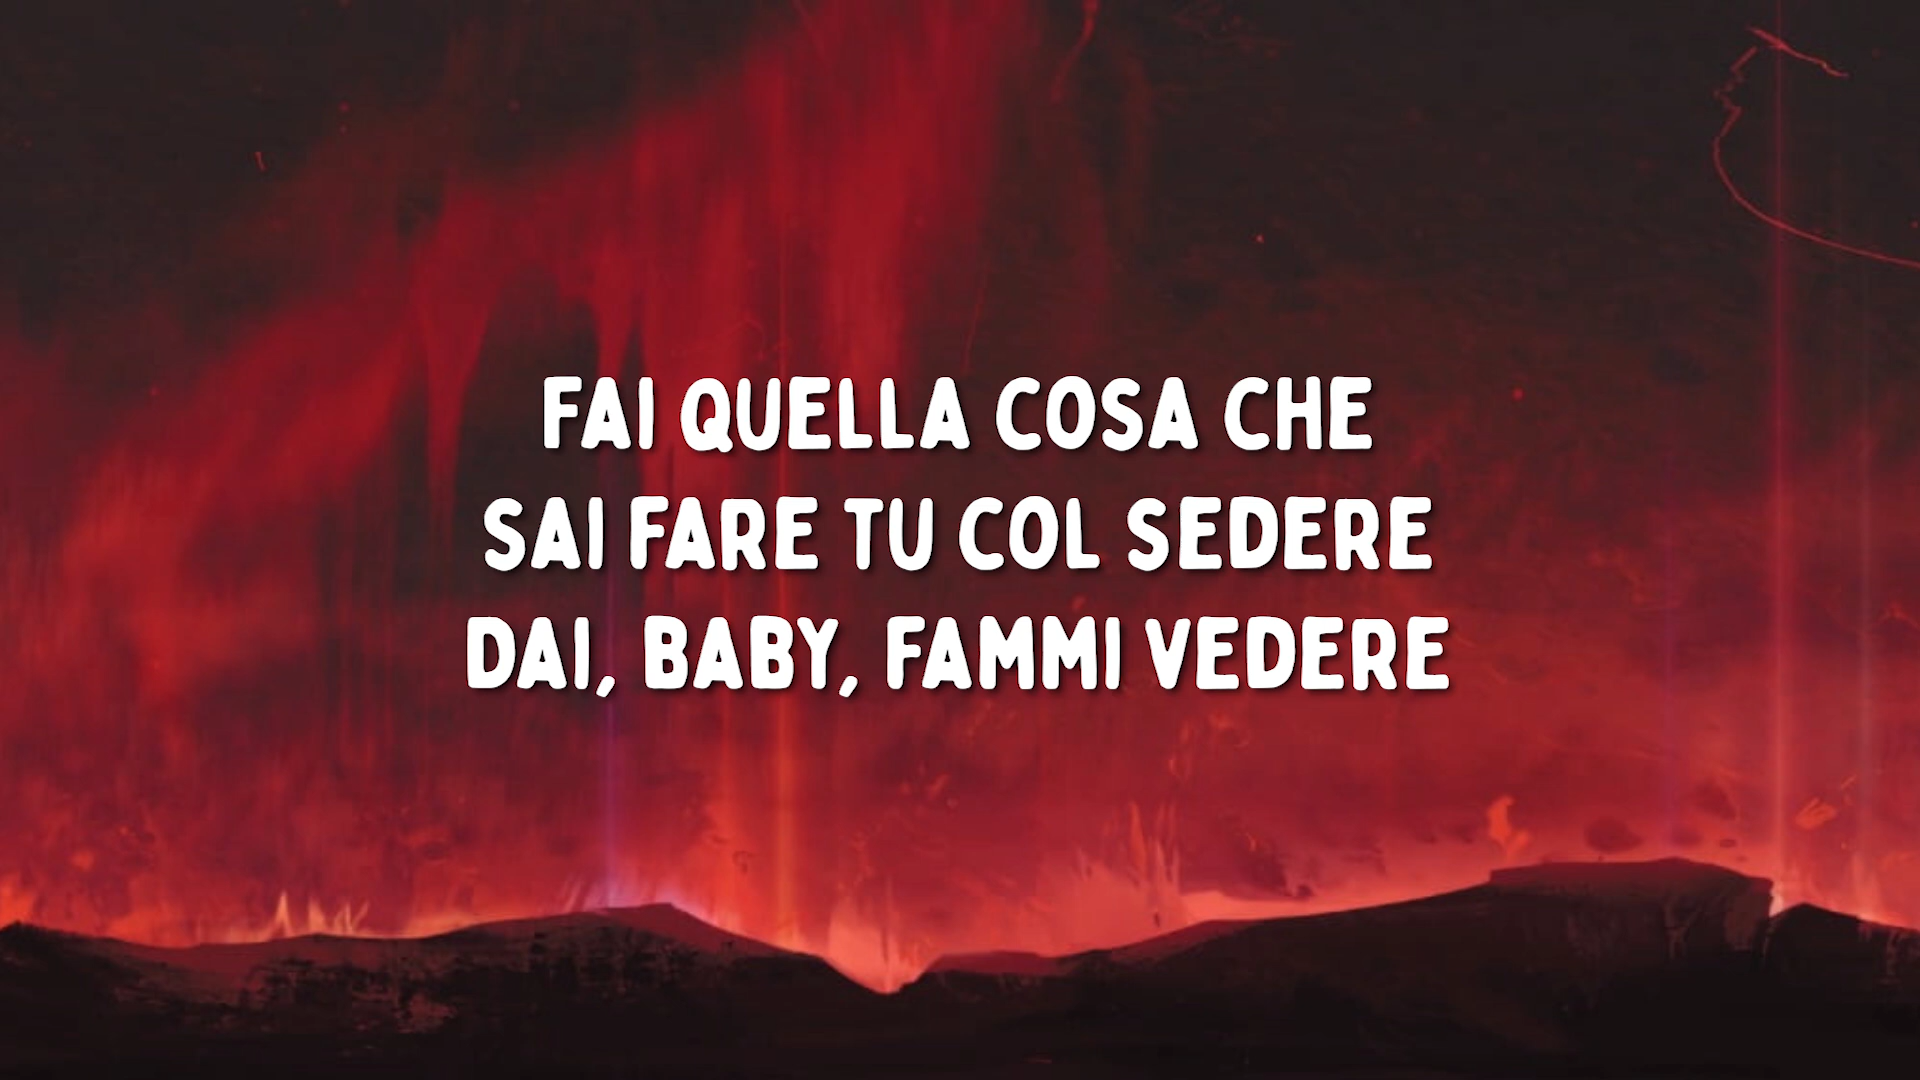 FAI QUELLA COSA CHE
SAI FARE TU COL SEDERE
DAI, BABY, FAMMI VEDERE